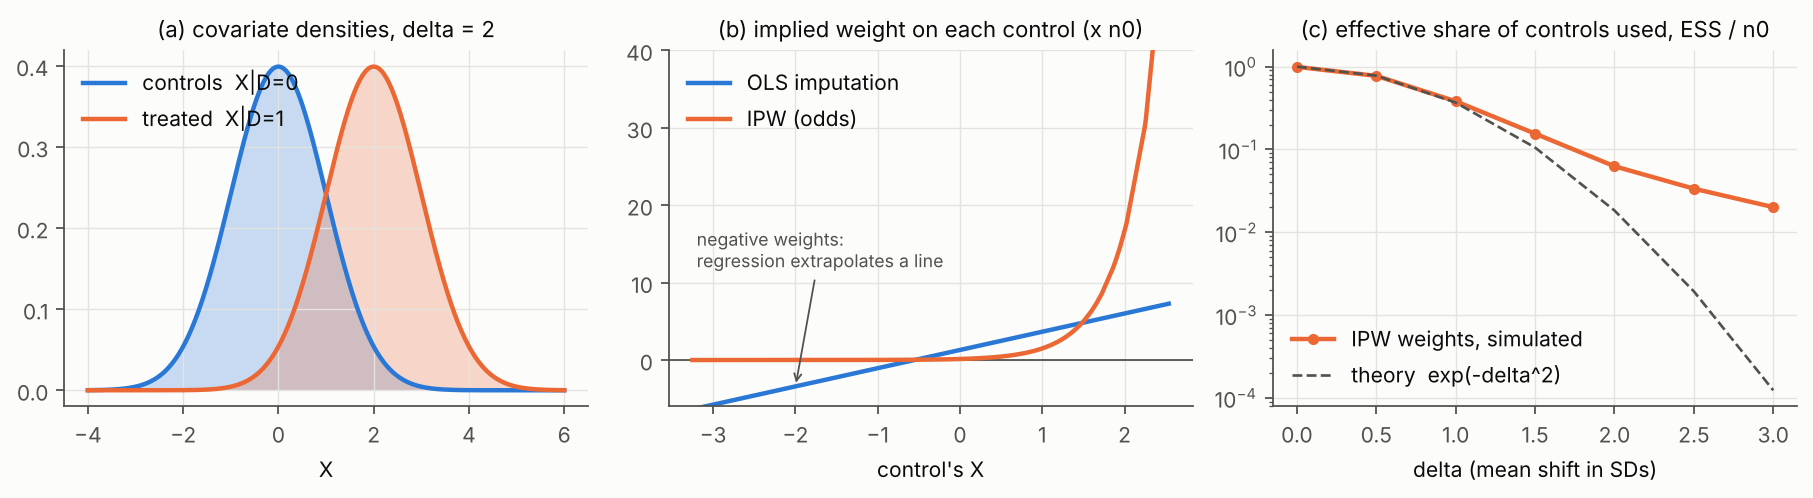 (a) covariate densities, delta = 2
controls X|D=0
treated X|D=1
0.4
0.3
0.2
0.1
0.0
−4 −2 0 2 4 6
X
(b) implied weight on each control (x n0)
OLS imputation
IPW (odds)
negative weights:
regression extrapolates a line
40
30
20
10
0
−3 −2 −1 0 1 2
control's X
(c) effective share of controls used, ESS / n0
10⁰
10⁻¹
10⁻²
10⁻³
10⁻⁴
IPW weights, simulated
theory exp(-delta^2)
0.0 0.5 1.0 1.5 2.0 2.5 3.0
delta (mean shift in SDs)